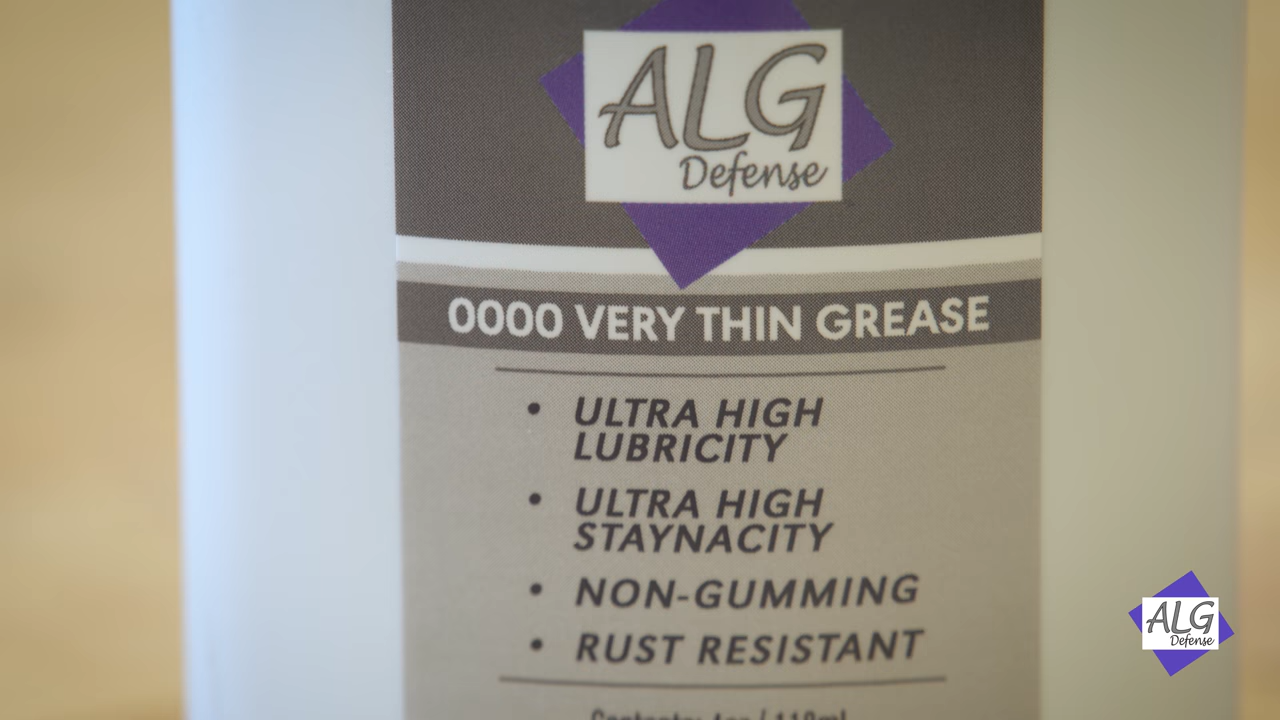 ALG
Defense
0000 VERY THIN GREASE
• ULTRA HIGH
LUBRICITY
• ULTRA HIGH
STAYNACITY
• NON-GUMMING
• RUST RESISTANT
ALG
Defense